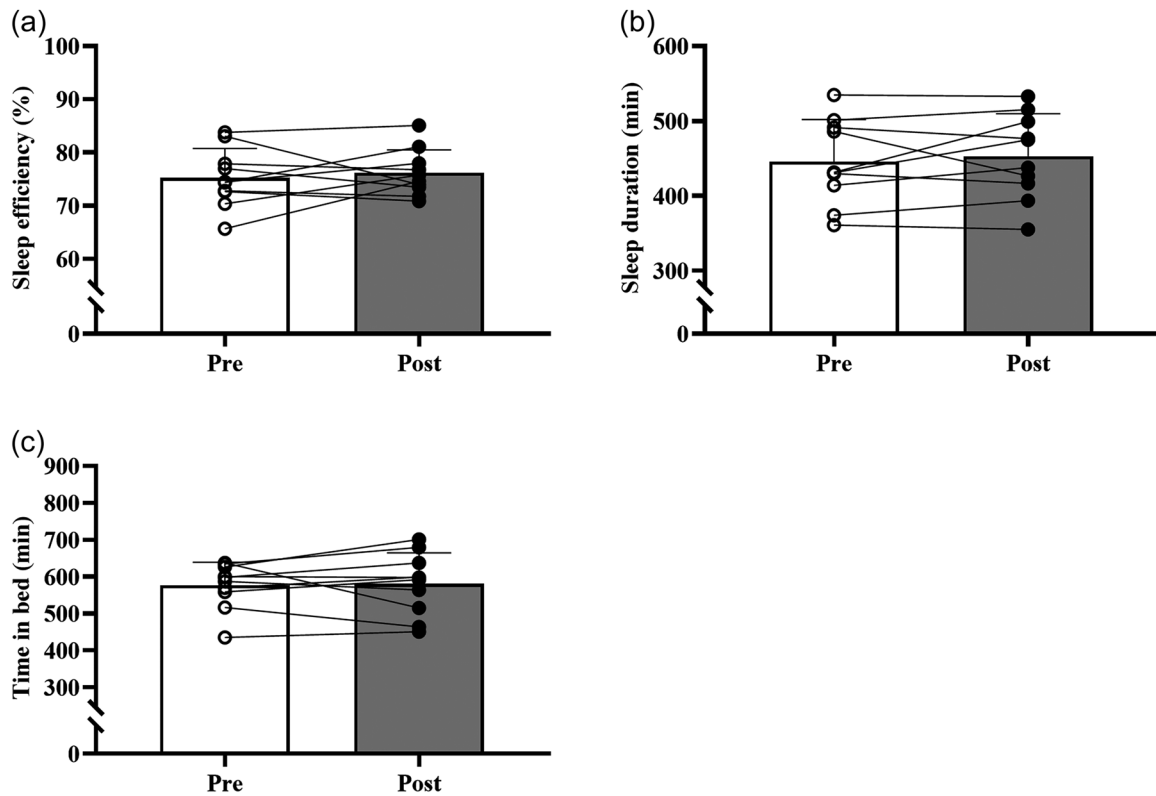 (a)
Sleep efficiency (%)
100
90
80
70
60
0
Pre Post
(b)
Sleep duration (min)
600
500
400
300
0
Pre Post
(c)
Time in bed (min)
900
800
700
600
500
400
300
0
Pre Post